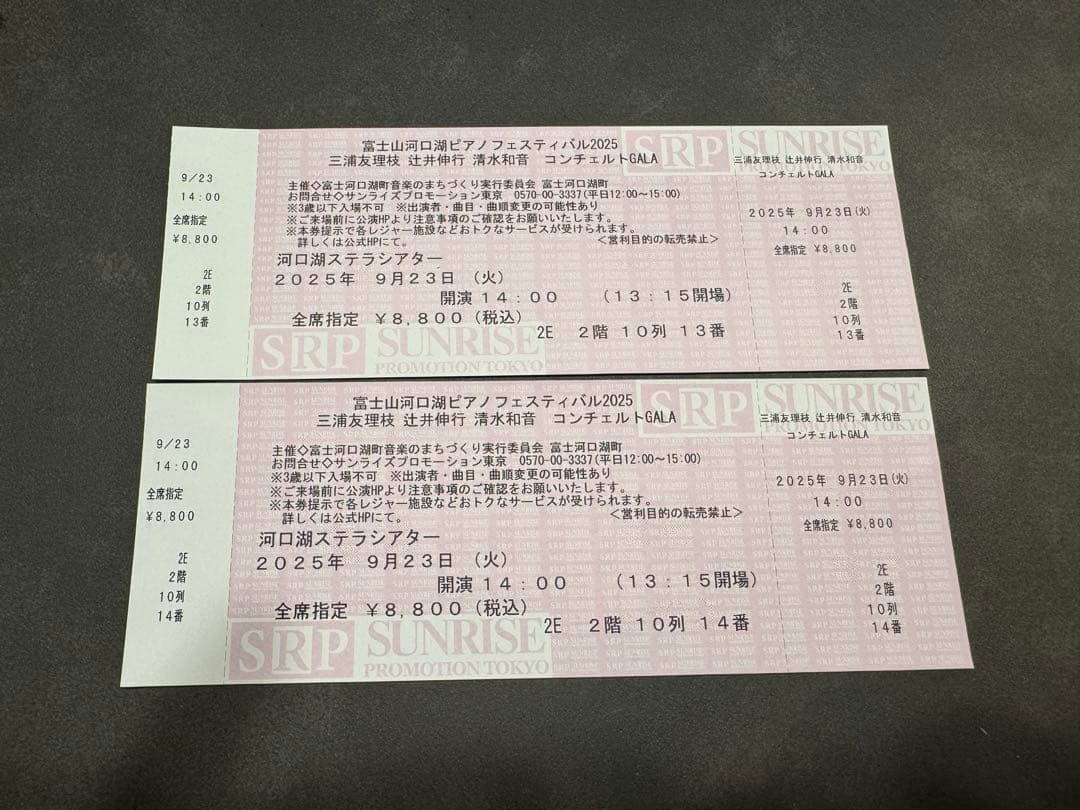 9/23
14:00
全席指定
¥8,800
2E
2階
10列
13番
富士山河口湖ピアノフェスティバル2025
三浦友理枝 辻井伸行 清水和音 コンチェルトGALA
主催◇富士河口湖町音楽のまちづくり実行委員会 富士河口湖町
お問合せ◇サンライズプロモーション東京 0570-00-3337(平日12:00～15:00)
※3歳以下入場不可 ※出演者・曲目・曲順変更の可能性あり
※ご来場前に公演HPより注意事項のご確認をお願いいたします。
※本券提示で各レジャー施設などおトクなサービスが受けられます。
詳しくは公式HPにて。 <営利目的の転売禁止>
河口湖ステラシアター
2025年 9月23日 (火)
開演14:00 (13:15開場)
全席指定 ¥8,800(税込)
2E 2階 10列 13番
SRP SUNRISE
PROMOTION TOKYO
SRP SUNRISE
三浦友理枝 辻井伸行 清水和音
コンチェルトGALA
2025年 9月23日(火)
14:00
全席指定 ¥8,800
2E
2階
10列
13番
9/23
14:00
全席指定
¥8,800
2E
2階
10列
14番
富士山河口湖ピアノフェスティバル2025
三浦友理枝 辻井伸行 清水和音 コンチェルトGALA
主催◇富士河口湖町音楽のまちづくり実行委員会 富士河口湖町
お問合せ◇サンライズプロモーション東京 0570-00-3337(平日12:00～15:00)
※3歳以下入場不可 ※出演者・曲目・曲順変更の可能性あり
※ご来場前に公演HPより注意事項のご確認をお願いいたします。
※本券提示で各レジャー施設などおトクなサービスが受けられます。
詳しくは公式HPにて。 <営利目的の転売禁止>
河口湖ステラシアター
2025年 9月23日 (火)
開演14:00 (13:15開場)
全席指定 ¥8,800(税込)
2E 2階 10列 14番
SRP SUNRISE
PROMOTION TOKYO
SRP SUNRISE
三浦友理枝 辻井伸行 清水和音
コンチェルトGALA
2025年 9月23日(火)
14:00
全席指定 ¥8,800
2E
2階
10列
14番